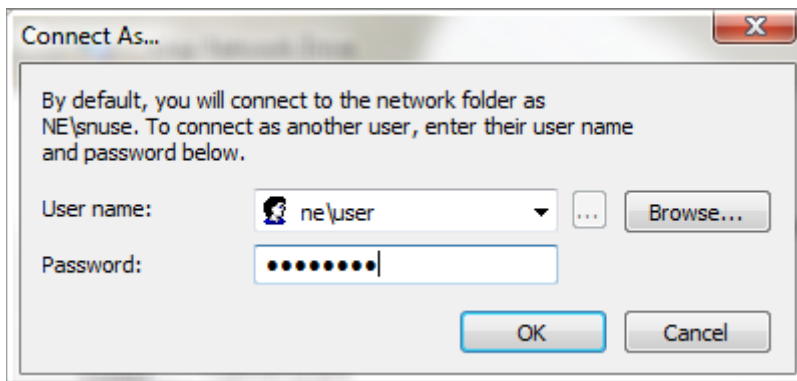 Connect As...
By default, you will connect to the network folder as
NE\snuse. To connect as another user, enter their user name
and password below.
User name: ne\user ... Browse...
Password: ●●●●●●●●
OK Cancel